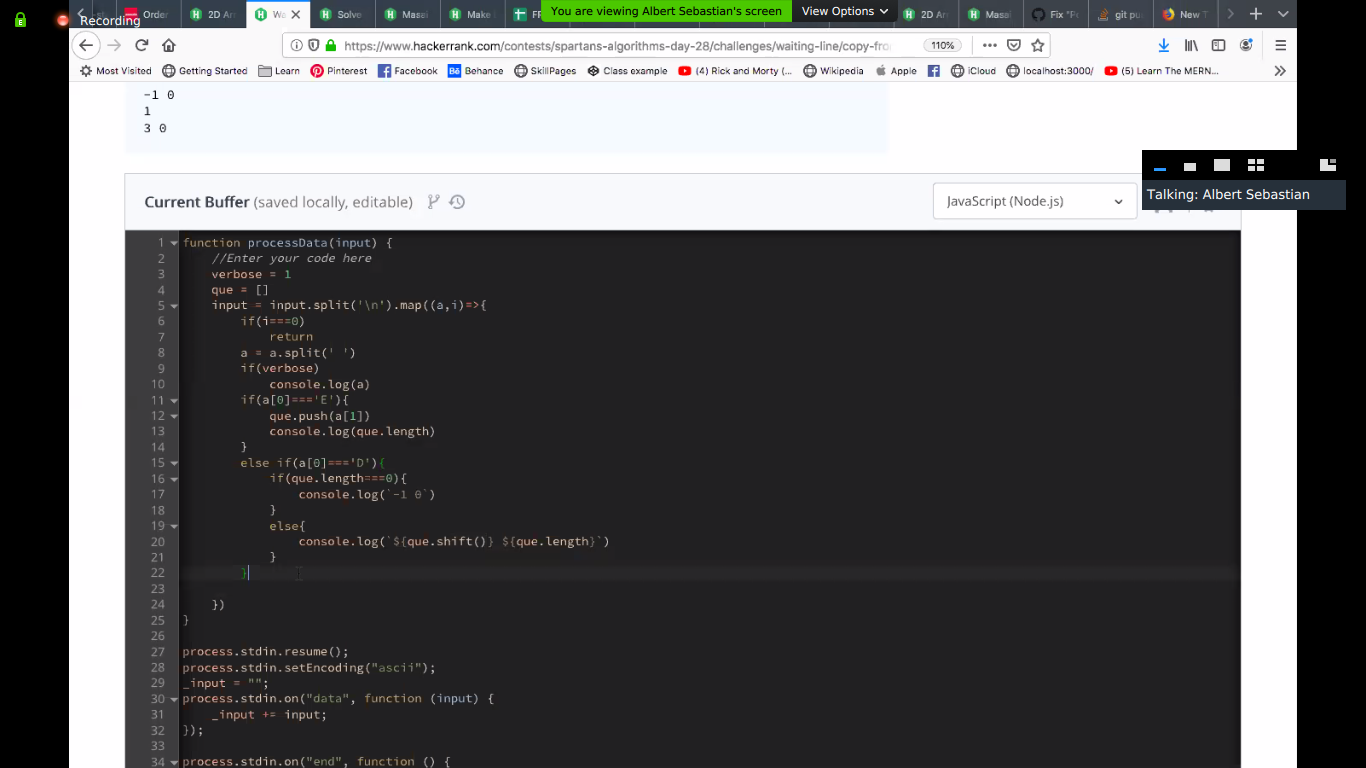 Recording
Order
2D Ar
Wa
Solve
Masai
Make
FF
You are viewing Albert Sebastian's screen
View Options
2D Ar
Masai
Fix "F
git pu
New T
https://www.hackerrank.com/contests/spartans-algorithms-day-28/challenges/waiting-line/copy-fro
110%
Most Visited
Getting Started
Learn
Pinterest
Facebook
Behance
SkillPages
Class example
(4) Rick and Morty (...
Wikipedia
Apple
iCloud
localhost:3000/
(5) Learn The MERN...
-1 0
1
3 0
Talking: Albert Sebastian
Current Buffer (saved locally, editable)
JavaScript (Node.js)
1 function processData(input) {
2 //Enter your code here
3 verbose = 1
4 que = []
5 input = input.split('\n').map((a,i)=>{
6 if(i===0)
7 return
8 a = a.split(' ')
9 if(verbose)
10 console.log(a)
11 if(a[0]==='E'){
12 que.push(a[1])
13 console.log(que.length)
14 }
15 else if(a[0]==='D'){
16 if(que.length===0){
17 console.log(`-1 0`)
18 }
19 else{
20 console.log(`${que.shift()} ${que.length}`)
21 }
22 }
23
24 })
25 }
26
27 process.stdin.resume();
28 process.stdin.setEncoding("ascii");
29 _input = "";
30 process.stdin.on("data", function (input) {
31 _input += input;
32 });
33
34 process.stdin.on("end", function () {